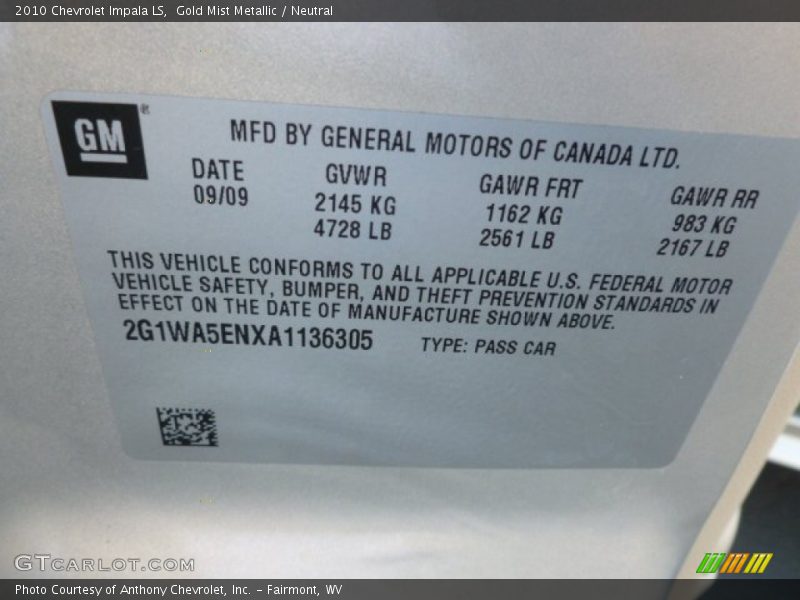 2010 Chevrolet Impala LS,  Gold Mist Metallic / Neutral
GM®
MFD BY GENERAL MOTORS OF CANADA LTD.
DATE GVWR GAWR FRT GAWR RR
09/09 2145 KG 1162 KG 983 KG
4728 LB 2561 LB 2167 LB
THIS VEHICLE CONFORMS TO ALL APPLICABLE U.S. FEDERAL MOTOR
VEHICLE SAFETY, BUMPER, AND THEFT PREVENTION STANDARDS IN
EFFECT ON THE DATE OF MANUFACTURE SHOWN ABOVE.
2G1WA5ENXA1136305 TYPE: PASS CAR
GTCARLOT.COM
Photo Courtesy of Anthony Chevrolet, Inc. – Fairmont, WV